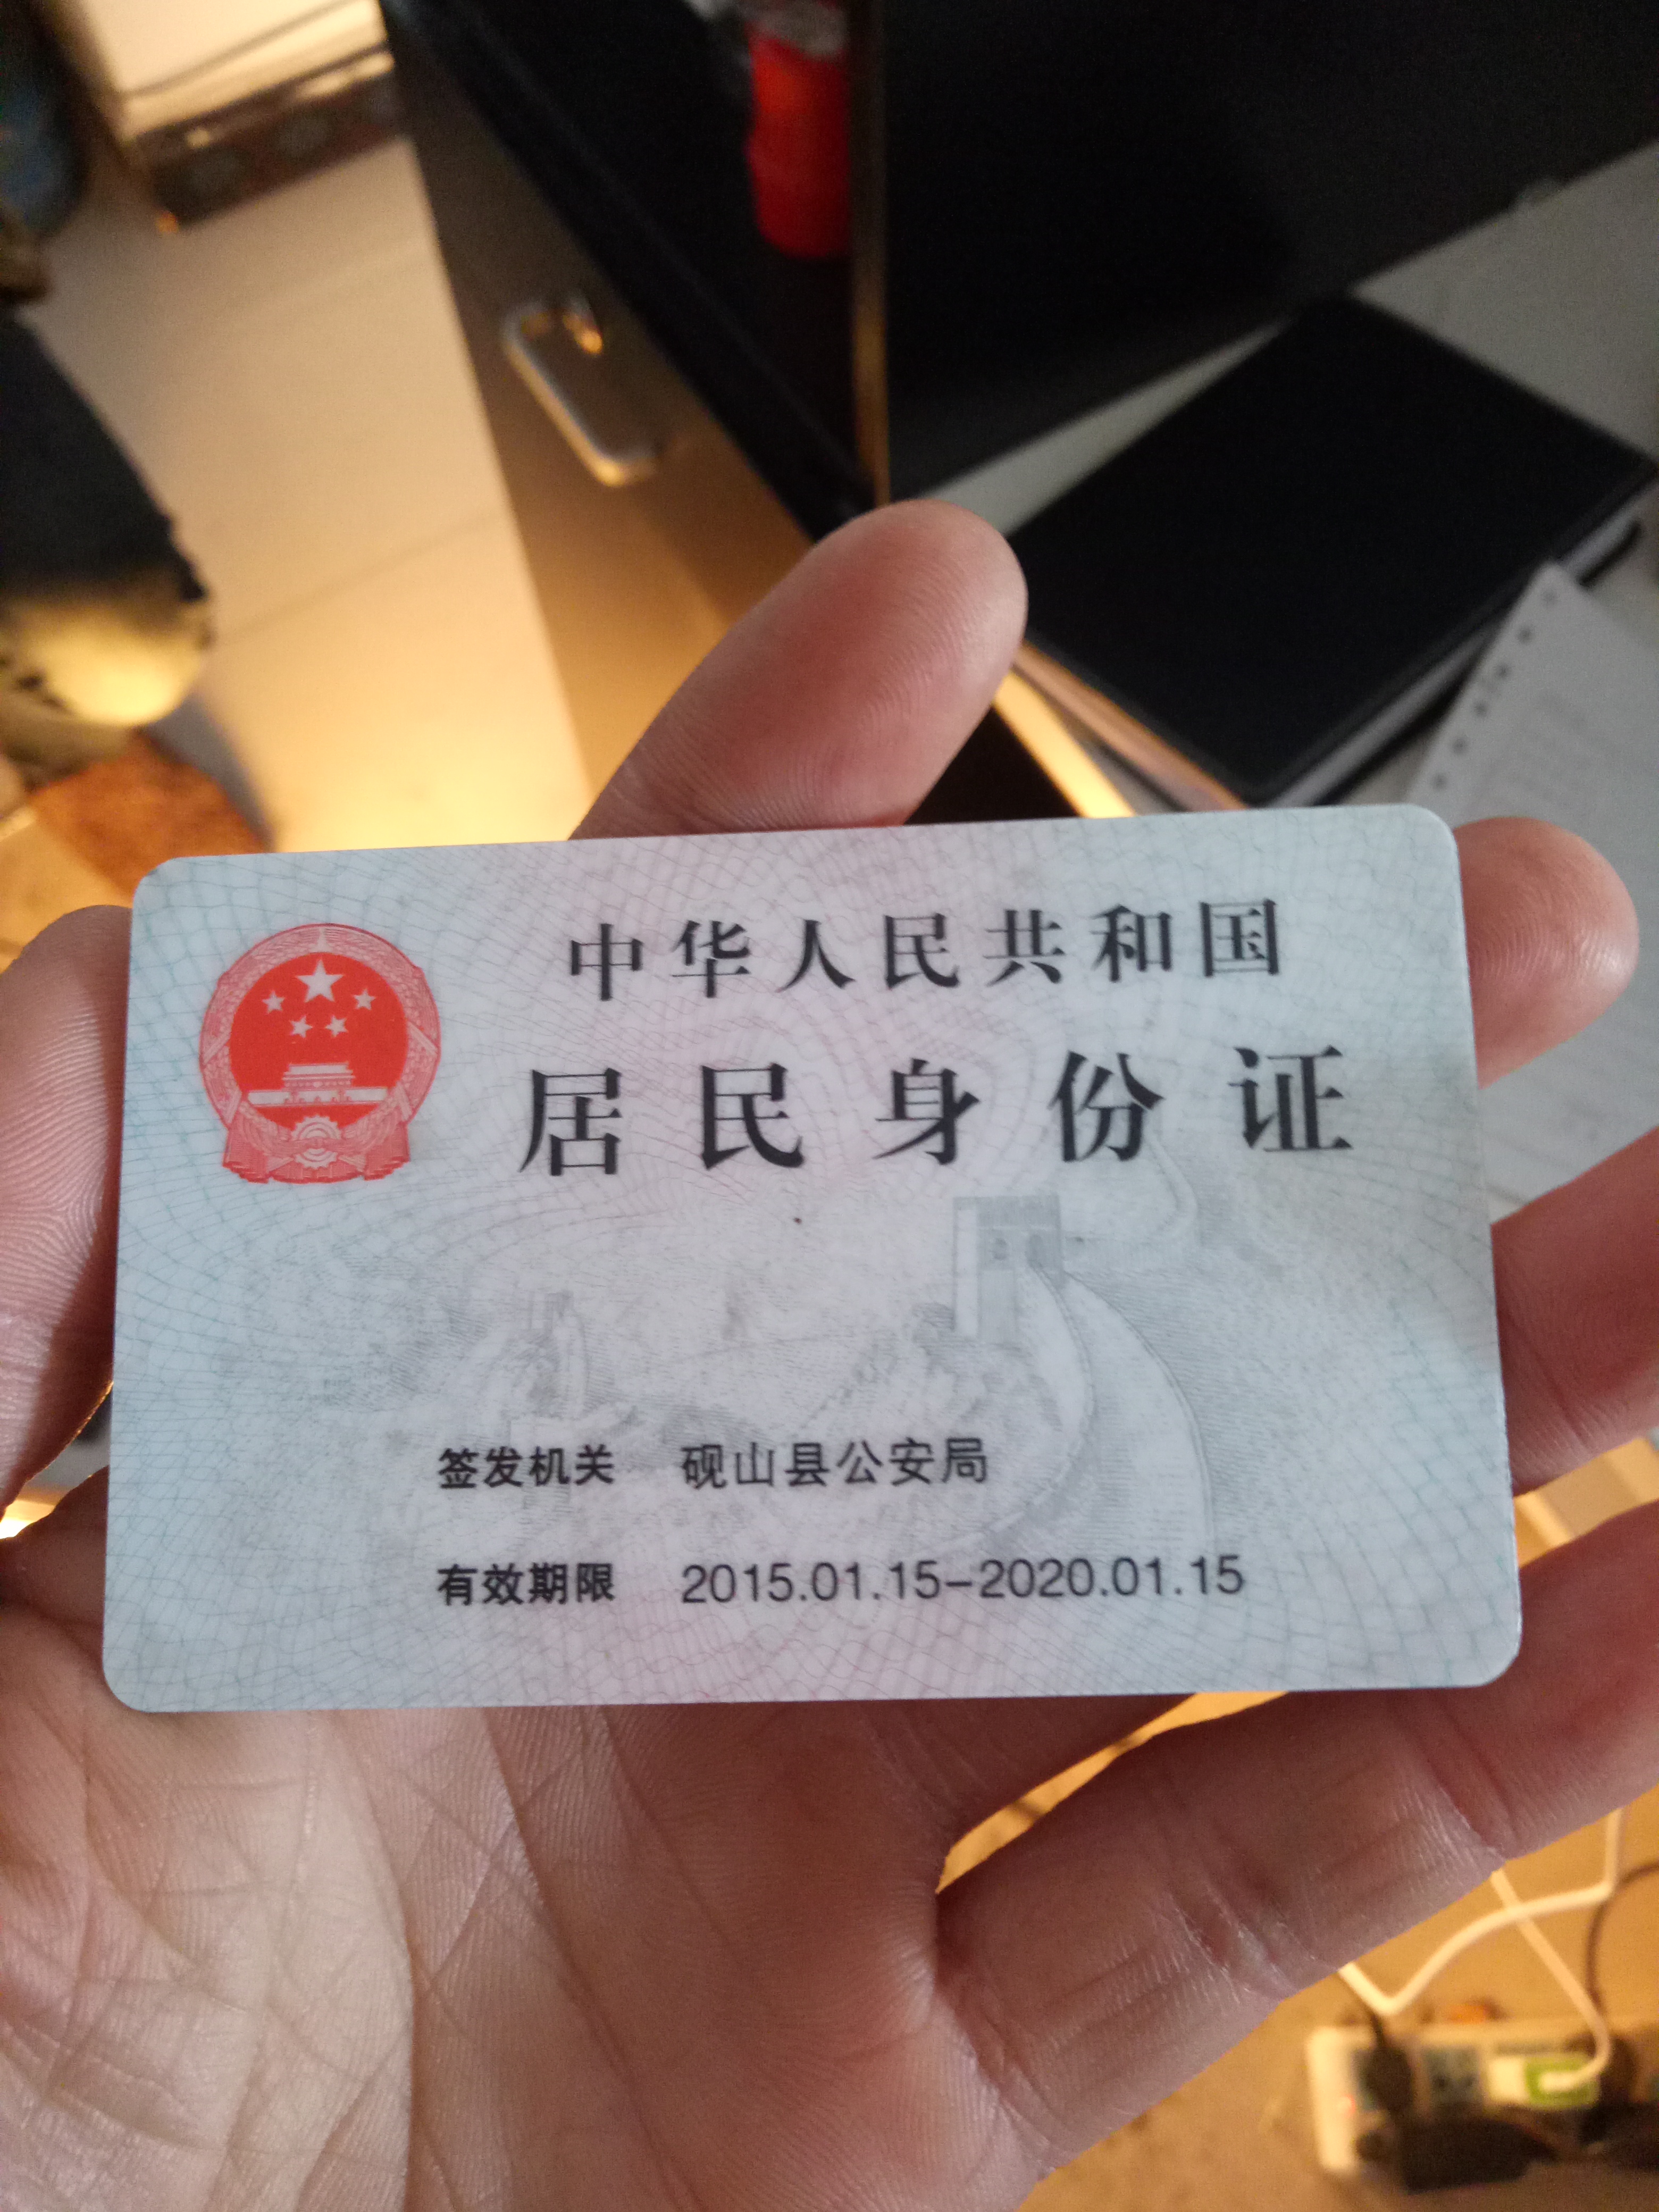 中华人民共和国
居民身份证
签发机关 砚山县公安局
有效期限 2015.01.15-2020.01.15